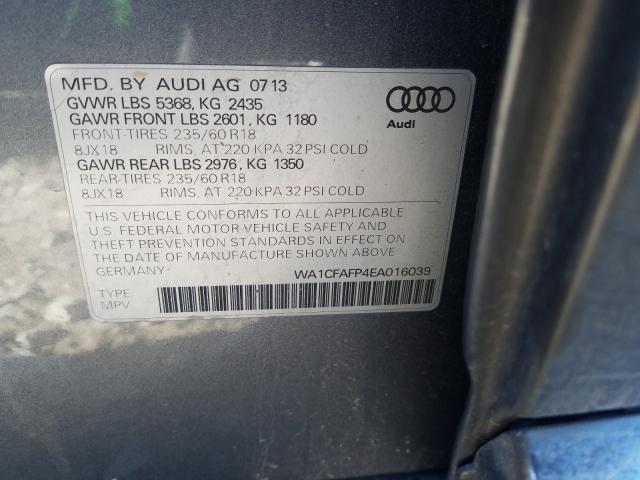 MFD. BY AUDI AG 07 13
GVWR LBS 5368, KG 2435
GAWR FRONT LBS 2601, KG 1180
FRONT-TIRES 235/60 R18
8JX18 RIMS, AT 220 KPA 32 PSI COLD
GAWR REAR LBS 2976, KG 1350
REAR-TIRES 235/60 R18
8JX18 RIMS, AT 220 KPA 32 PSI COLD
THIS VEHICLE CONFORMS TO ALL APPLICABLE
U.S. FEDERAL MOTOR VEHICLE SAFETY AND
THEFT PREVENTION STANDARDS IN EFFECT ON
THE DATE OF MANUFACTURE SHOWN ABOVE.
GERMANY WA1CFAFP4EA016039
TYPE:
MPV
Audi